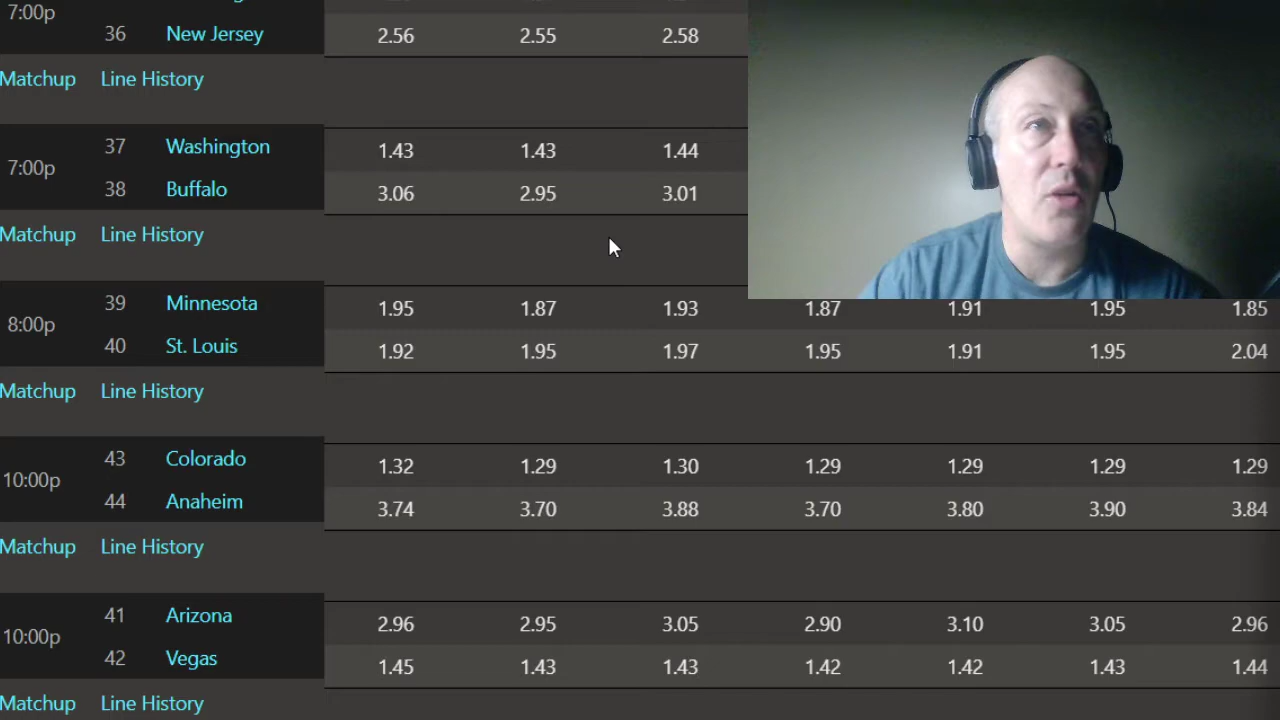 7:00p
36 New Jersey 2.56 2.55 2.58
Matchup Line History
37 Washington 1.43 1.43 1.44
7:00p
38 Buffalo 3.06 2.95 3.01
Matchup Line History
39 Minnesota 1.95 1.87 1.93 1.87 1.91 1.95 1.85
8:00p
40 St. Louis 1.92 1.95 1.97 1.95 1.91 1.95 2.04
Matchup Line History
43 Colorado 1.32 1.29 1.30 1.29 1.29 1.29 1.29
10:00p
44 Anaheim 3.74 3.70 3.88 3.70 3.80 3.90 3.84
Matchup Line History
41 Arizona 2.96 2.95 3.05 2.90 3.10 3.05 2.96
10:00p
42 Vegas 1.45 1.43 1.43 1.42 1.42 1.43 1.44
Matchup Line History